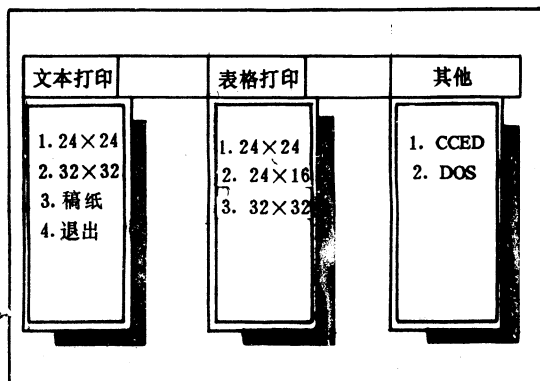 文本打印
表格打印
其他
1.24×24
2.32×32
3.稿纸
4.退出
1.24×24
2. 24×16
3. 32×32
1. CCED
2. DOS